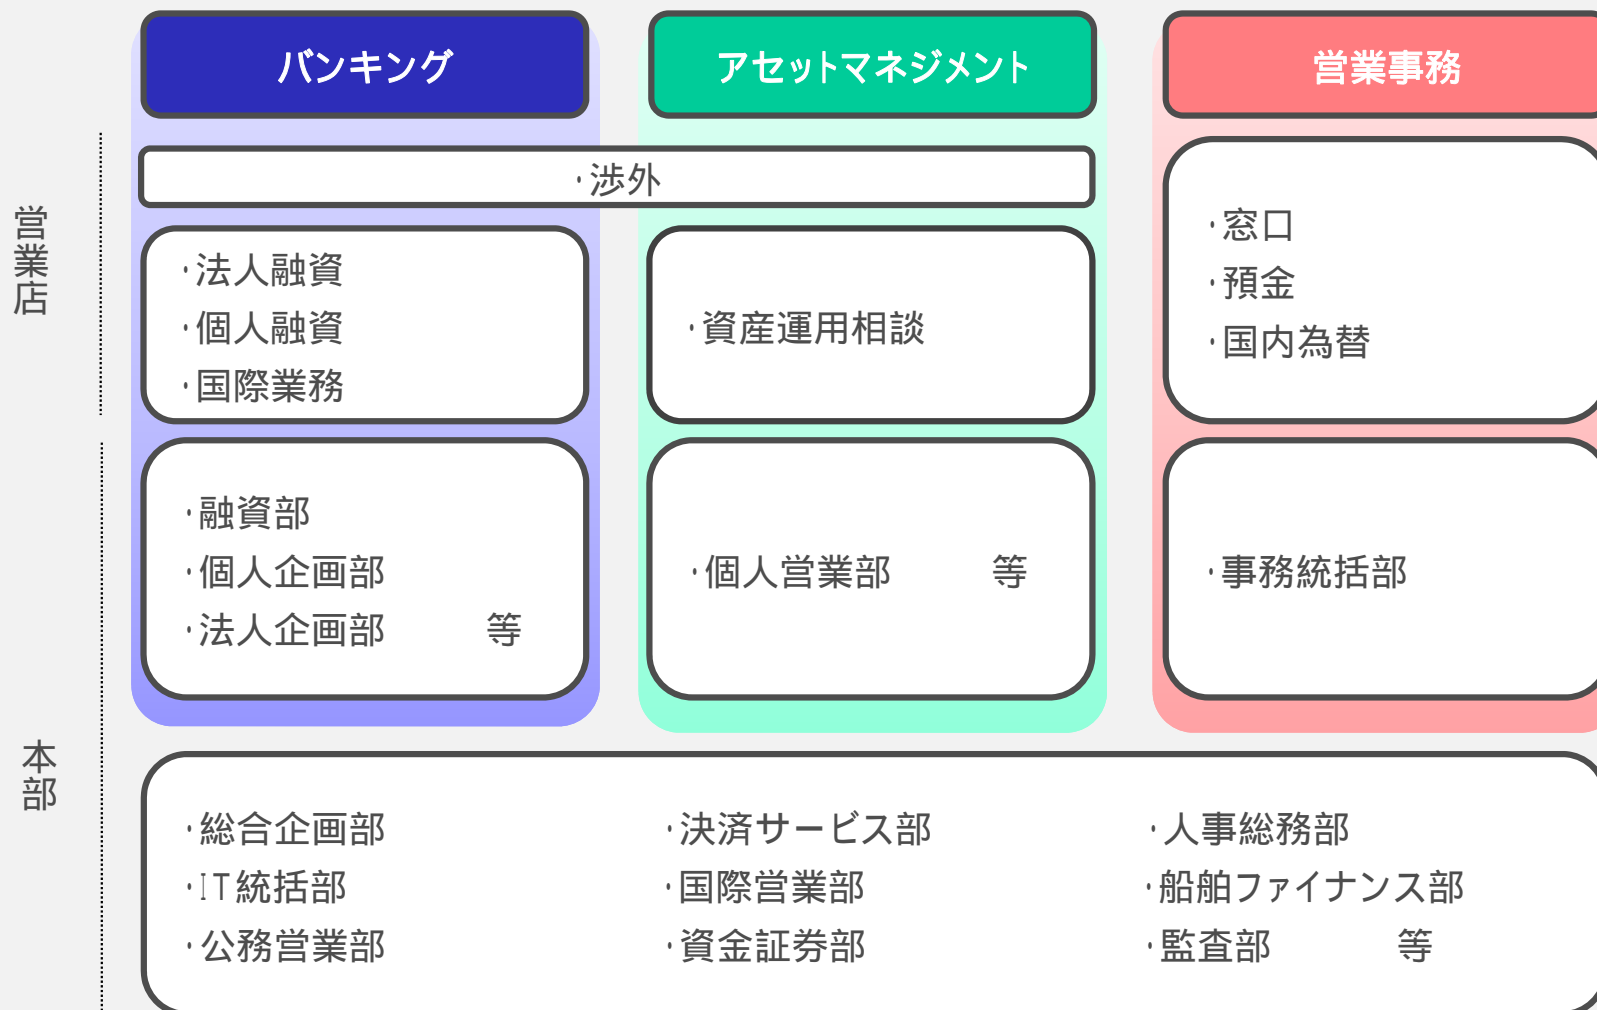 バンキング
アセットマネジメント
営業事務
営業店
・渉外
・法人融資
・個人融資
・国際業務
・資産運用相談
・窓口
・預金
・国内為替
本部
・融資部
・個人企画部
・法人企画部 等
・個人営業部 等
・事務統括部
・総合企画部
・IT統括部
・公務営業部
・決済サービス部
・国際営業部
・資金証券部
・人事総務部
・船舶ファイナンス部
・監査部 等